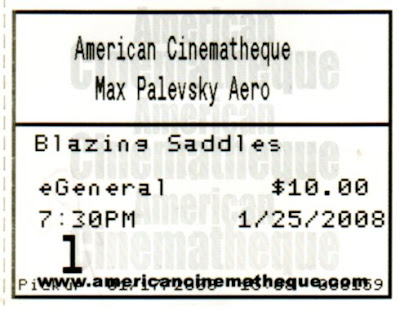 American Cinematheque
Max Palevsky Aero
Blazing Saddles
eGeneral $10.00
7:30PM 1/25/2008
1
www.americancinematheque.com